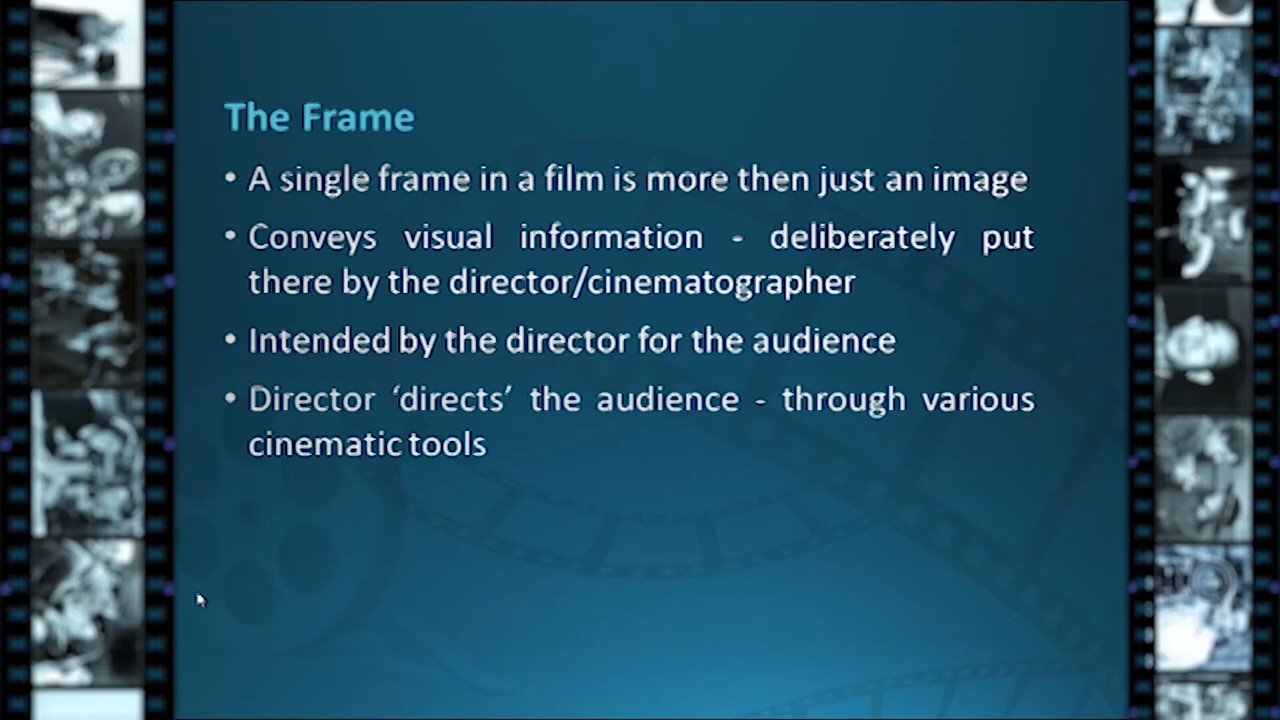 The Frame
• A single frame in a film is more then just an image
• Conveys visual information - deliberately put
there by the director/cinematographer
• Intended by the director for the audience
• Director ‘directs’ the audience - through various
cinematic tools